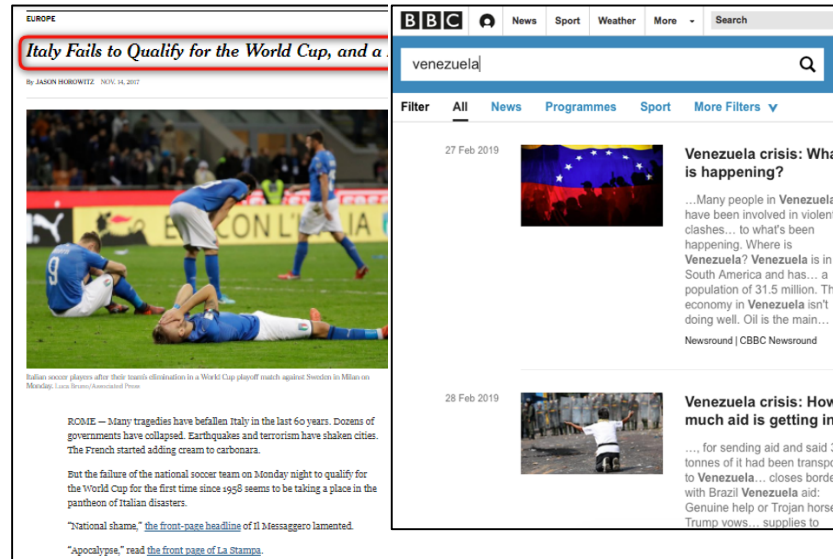 EUROPE
Italy Fails to Qualify for the World Cup, and a
By JASON HOROWITZ NOV. 14, 2017
9
CON L' IA
Italian soccer players after their team's elimination in a World Cup playoff match against Sweden in Milan on
Monday. Luca Bruno/Associated Press
ROME — Many tragedies have befallen Italy in the last 60 years. Dozens of
governments have collapsed. Earthquakes and terrorism have shaken cities.
The French started adding cream to carbonara.
But the failure of the national soccer team on Monday night to qualify for
the World Cup for the first time since 1958 seems to be taking a place in the
pantheon of Italian disasters.
"National shame," the front-page headline of Il Messaggero lamented.
"Apocalypse," read the front page of La Stampa.
BBC News Sport Weather More Search
venezuela
Filter All News Programmes Sport More Filters
27 Feb 2019
Venezuela crisis: Wha
is happening?
…Many people in Venezuela
have been involved in violent
clashes… to what's been
happening. Where is
Venezuela? Venezuela is in
South America and has… a
population of 31.5 million. Th
economy in Venezuela isn't
doing well. Oil is the main…
Newsround | CBBC Newsround
28 Feb 2019
Venezuela crisis: How
much aid is getting in
…, for sending aid and said 3
tonnes of it had been transpo
to Venezuela… closes borde
with Brazil Venezuela aid:
Genuine help or Trojan horse
Trump vows… supplies to